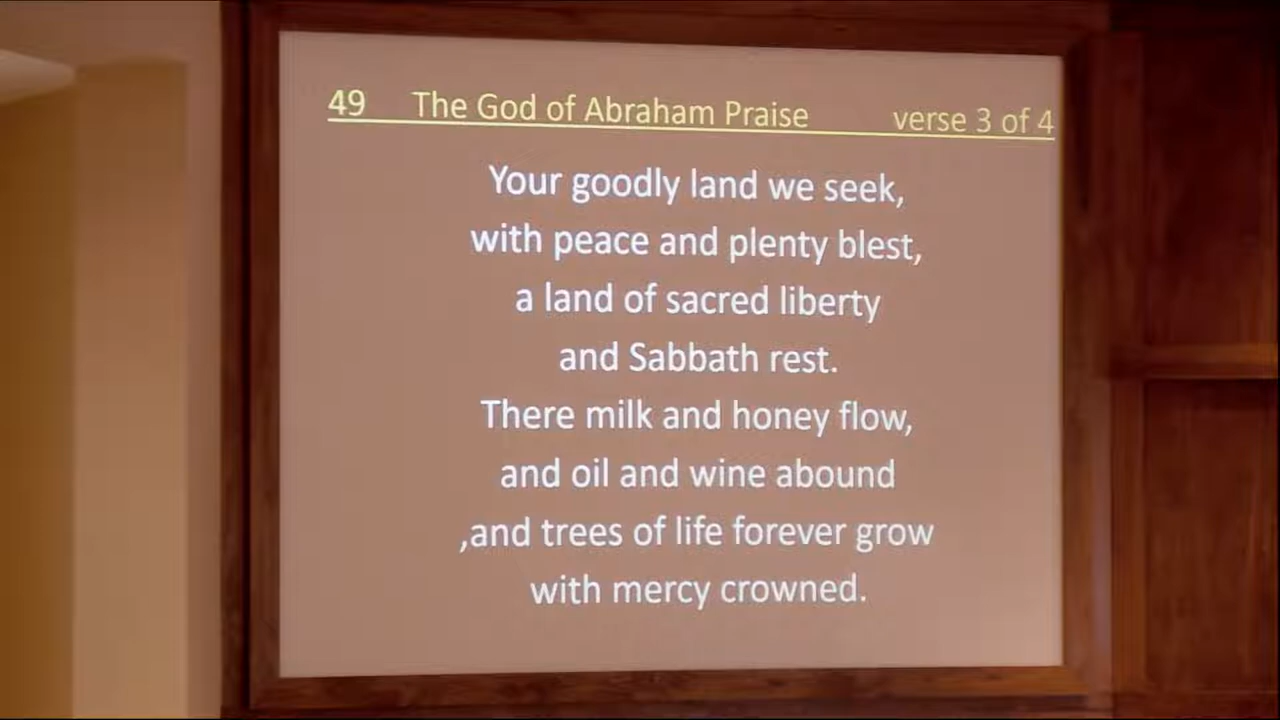 49 The God of Abraham Praise verse 3 of 4
Your goodly land we seek,
with peace and plenty blest,
a land of sacred liberty
and Sabbath rest.
There milk and honey flow,
and oil and wine abound
,and trees of life forever grow
with mercy crowned.